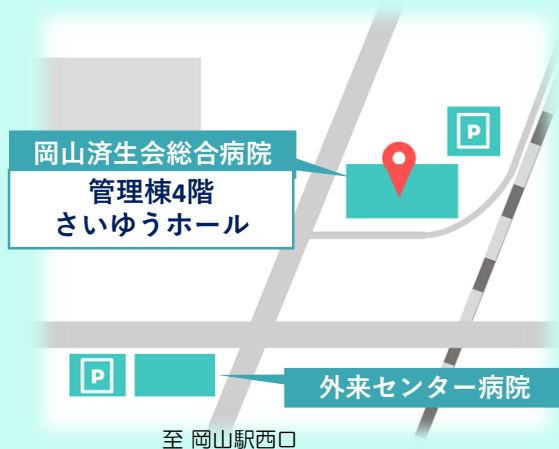 P
岡山済生会総合病院
管理棟4階
さいゆうホール
P
外来センター病院
至 岡山駅西口